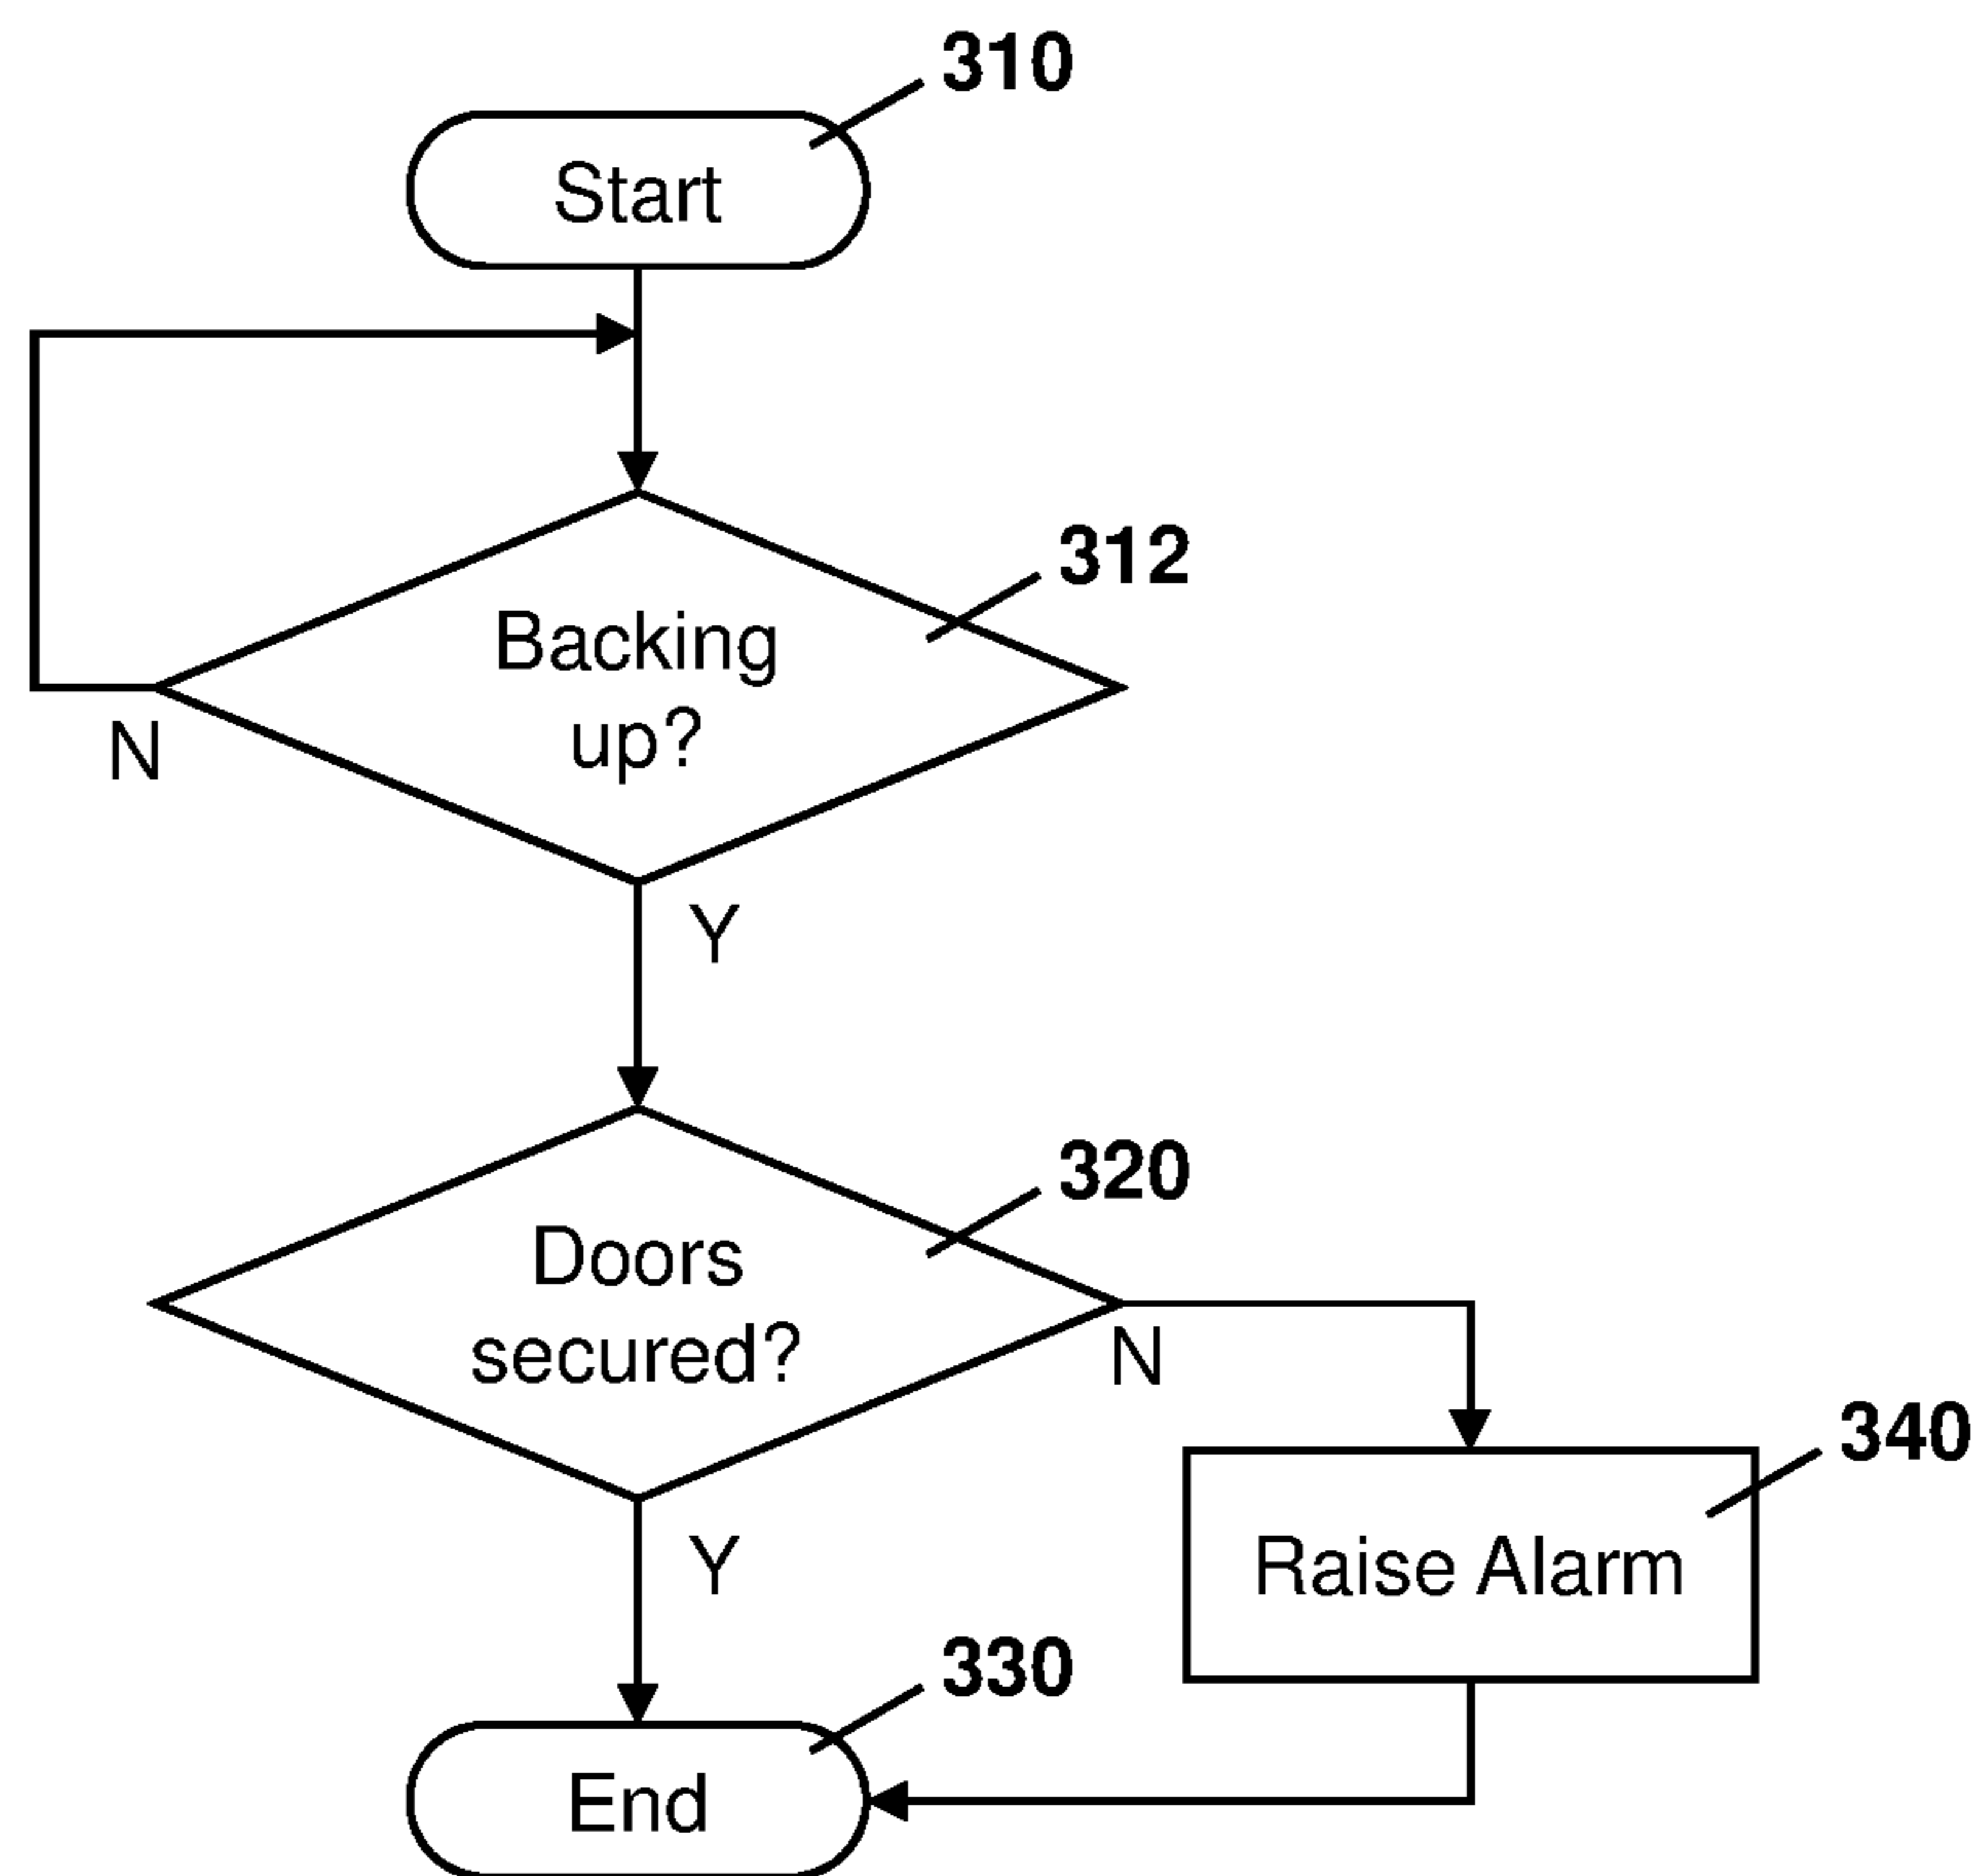 310
Start
312
Backing
up?
N
Y
320
Doors
secured?
N
340
Raise Alarm
Y
330
End